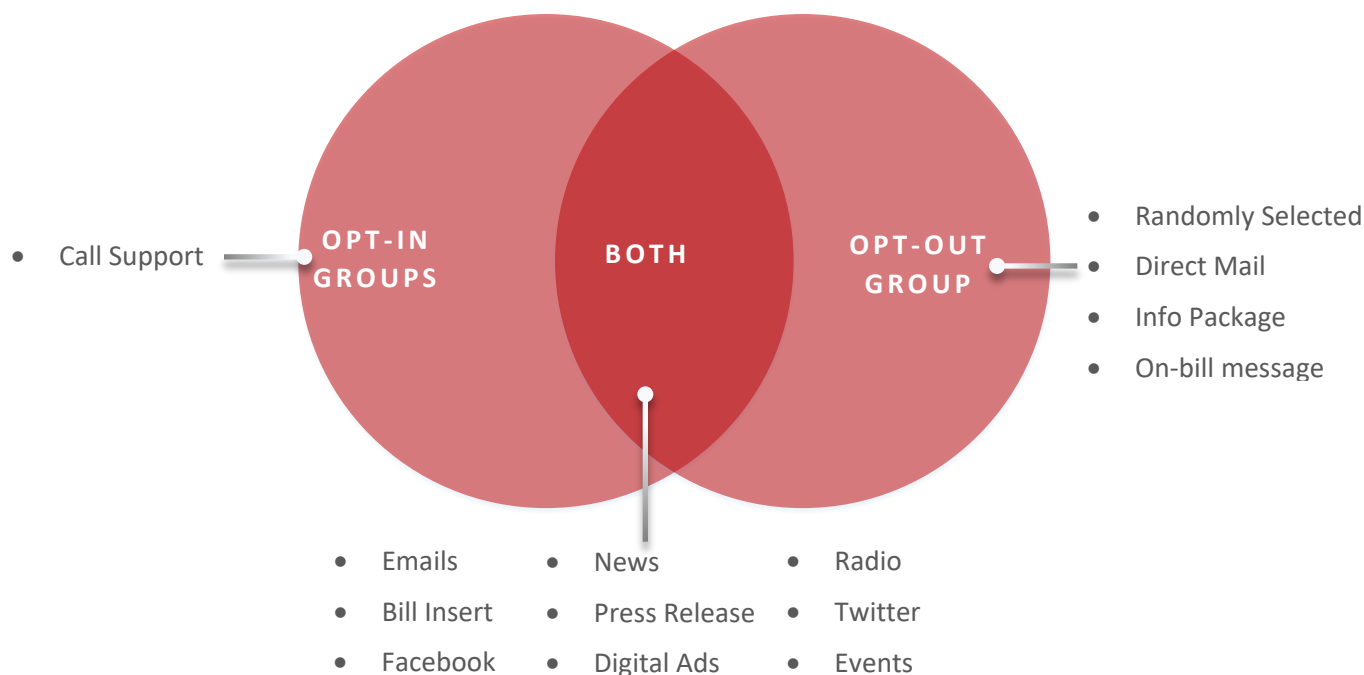 • Call Support
OPT-IN
GROUPS
BOTH
OPT-OUT
GROUP
• Randomly Selected
• Direct Mail
• Info Package
• On-bill message
• Emails
• Bill Insert
• Facebook
• News
• Press Release
• Digital Ads
• Radio
• Twitter
• Events